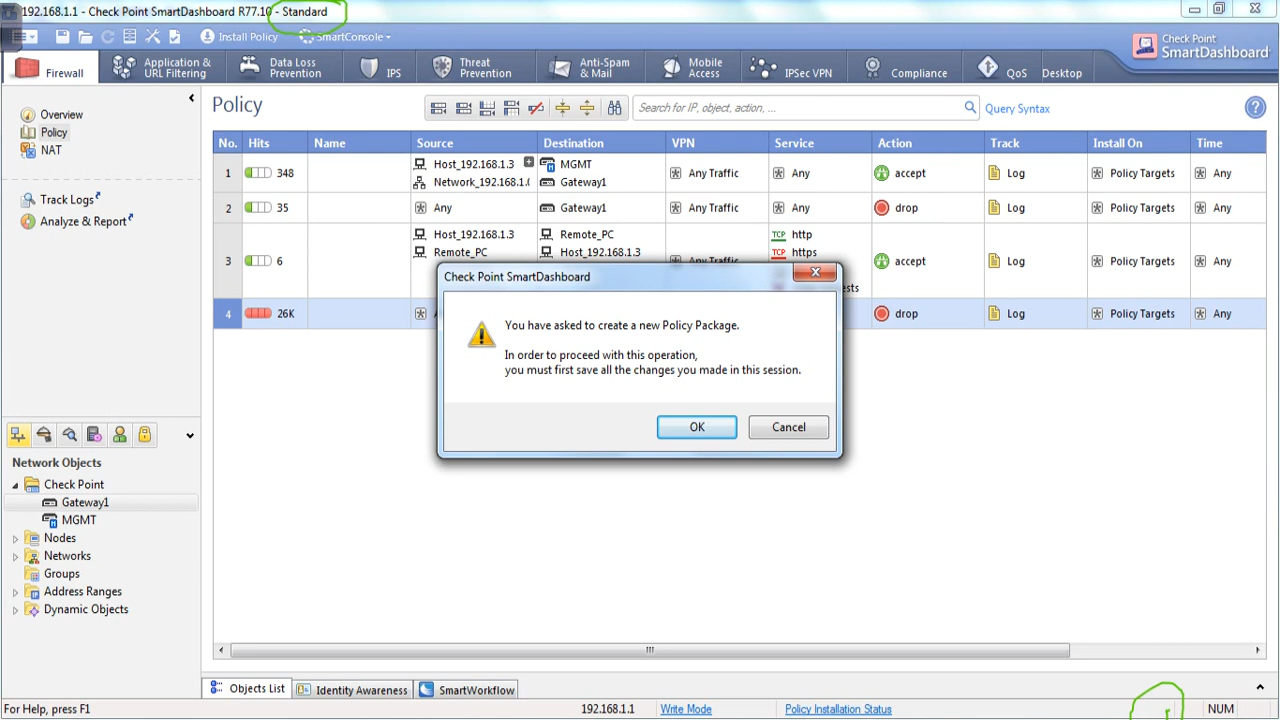 192.168.1.1 - Check Point SmartDashboard R77.10 - Standard
Install Policy
SmartConsole
Check Point
SmartDashboard
Firewall
Application &
URL Filtering
Data Loss
Prevention
IPS
Threat
Prevention
Anti-Spam
& Mail
Mobile
Access
IPSec VPN
Compliance
QoS
Desktop
Overview
Policy
NAT
Track Logs
Analyze & Report
Policy
Search for IP, object, action, ...
Query Syntax
No. Hits Name Source Destination VPN Service Action Track Install On Time
1 348 Host_192.168.1.3 MGMT Any Traffic Any accept Log Policy Targets Any
Network_192.168.1.0 Gateway1
2 35 Any Gateway1 Any Traffic Any drop Log Policy Targets Any
Host_192.168.1.3 Remote_PC TCP http
3 6 Remote_PC Host_192.168.1.3 Any Traffic TCP https accept Log Policy Targets Any
4 26K drop Log Policy Targets Any
Check Point SmartDashboard
You have asked to create a new Policy Package.
In order to proceed with this operation,
you must first save all the changes you made in this session.
OK Cancel
Network Objects
Check Point
Gateway1
MGMT
Nodes
Networks
Groups
Address Ranges
Dynamic Objects
Objects List Identity Awareness SmartWorkflow
For Help, press F1 192.168.1.1 Write Mode Policy Installation Status NUM